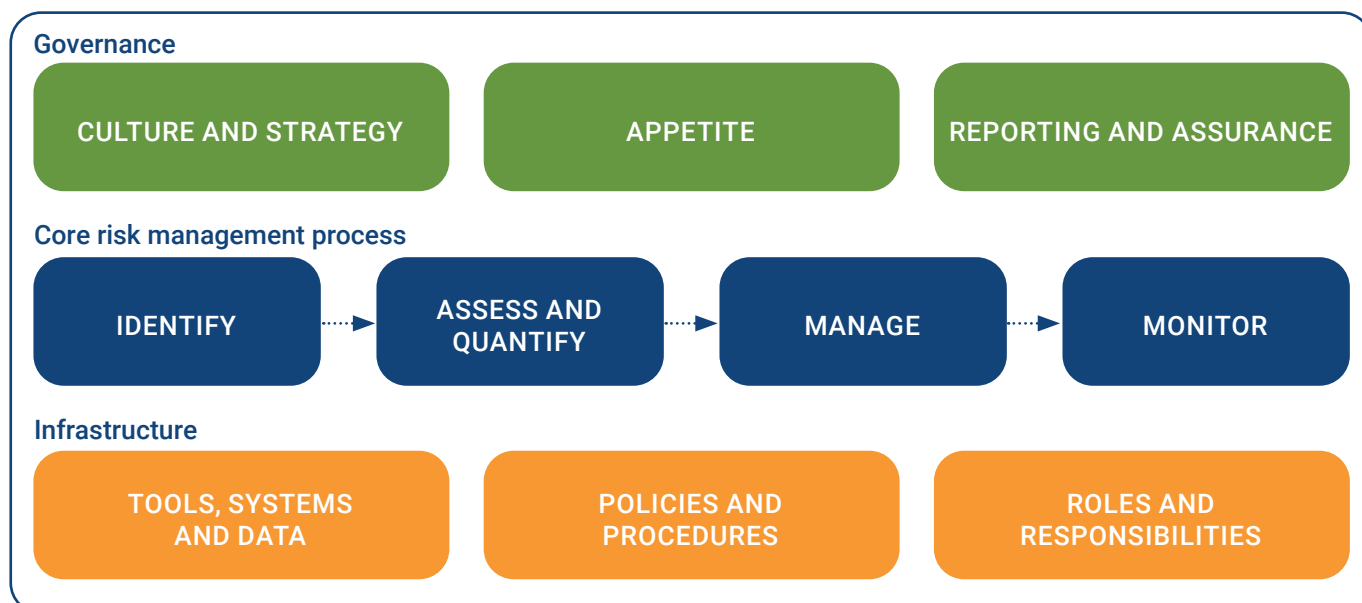 Governance
CULTURE AND STRATEGY
APPETITE
REPORTING AND ASSURANCE
Core risk management process
IDENTIFY
ASSESS AND
QUANTIFY
MANAGE
MONITOR
Infrastructure
TOOLS, SYSTEMS
AND DATA
POLICIES AND
PROCEDURES
ROLES AND
RESPONSIBILITIES